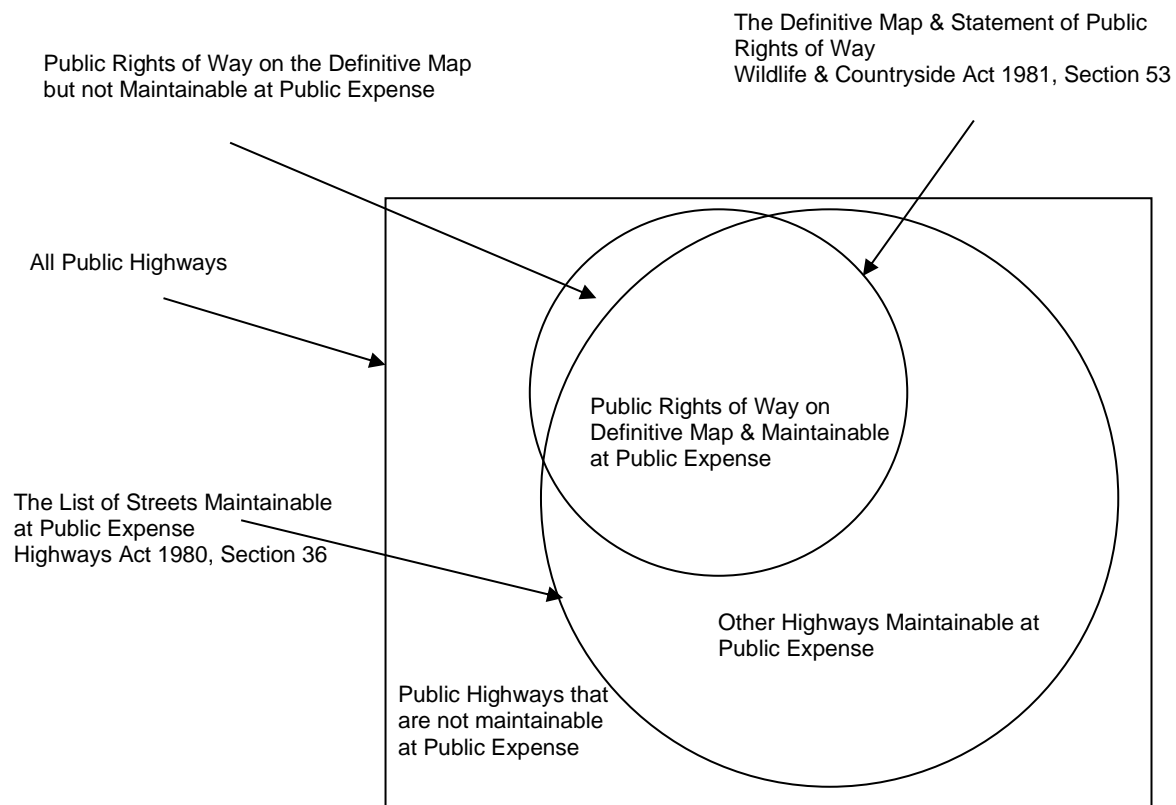 The Definitive Map & Statement of Public
Rights of Way
Wildlife & Countryside Act 1981, Section 53
Public Rights of Way on the Definitive Map
but not Maintainable at Public Expense
All Public Highways
Public Rights of Way on
Definitive Map & Maintainable
at Public Expense
The List of Streets Maintainable
at Public Expense
Highways Act 1980, Section 36
Other Highways Maintainable at
Public Expense
Public Highways that
are not maintainable
at Public Expense